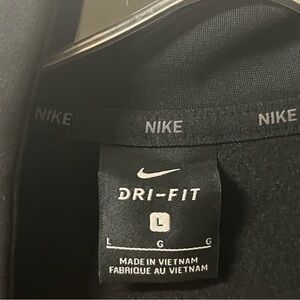 NIKE NIKE NIKE
DRI-FIT
L
L G G
MADE IN VIETNAM
FABRIQUE AU VIETNAM